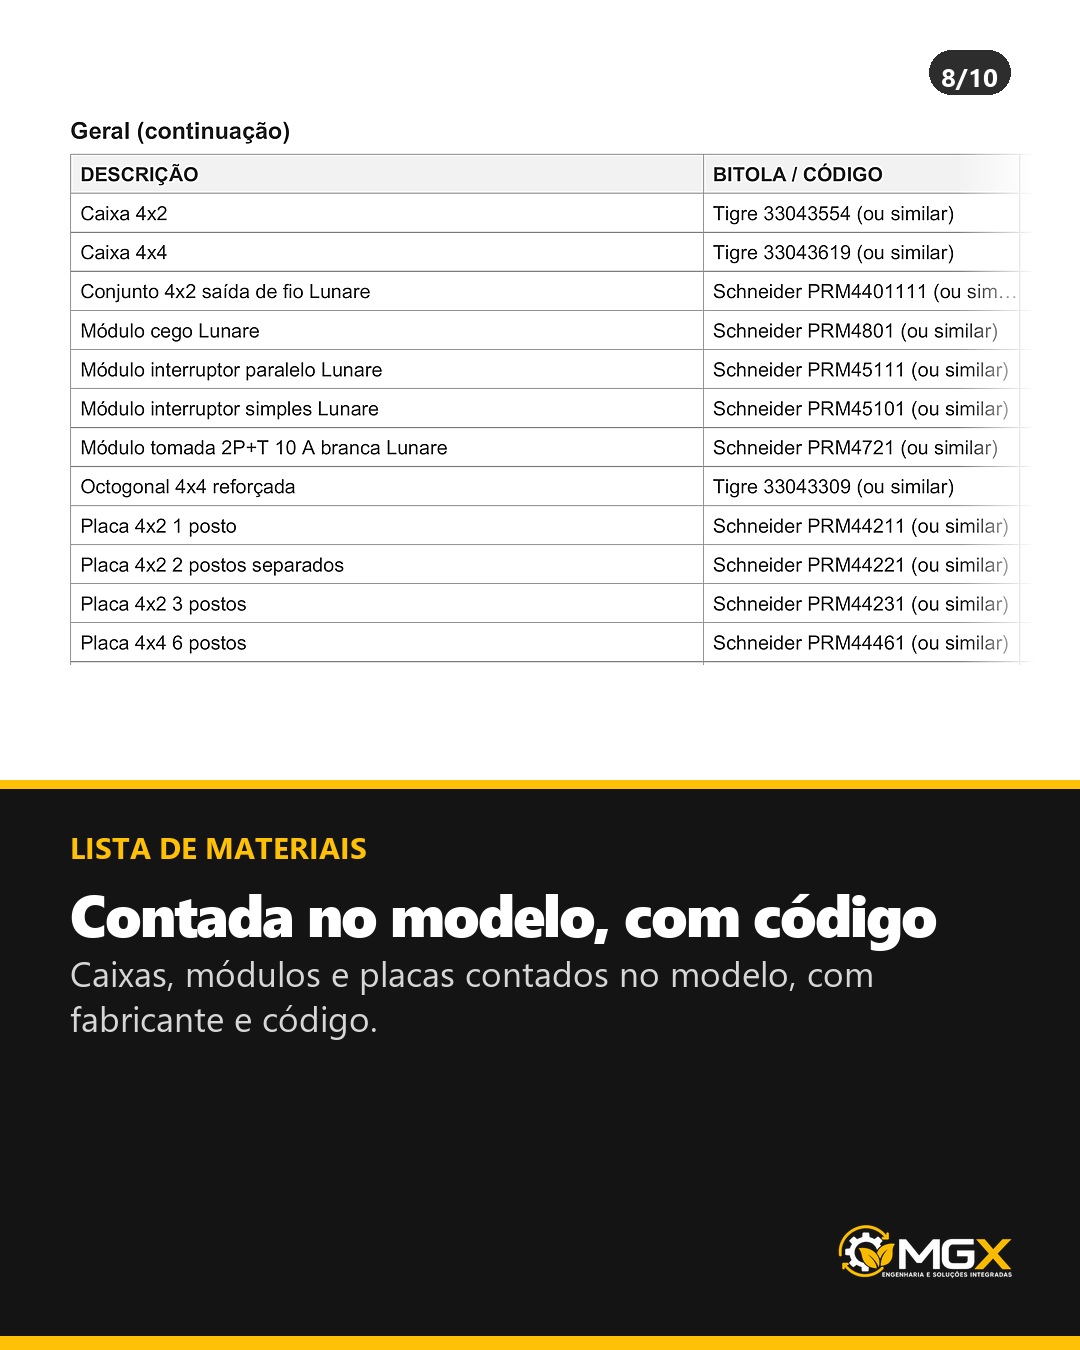 8/10
Geral (continuação)
DESCRIÇÃO BITOLA / CÓDIGO
Caixa 4x2 Tigre 33043554 (ou similar)
Caixa 4x4 Tigre 33043619 (ou similar)
Conjunto 4x2 saída de fio Lunare Schneider PRM4401111 (ou sim...
Módulo cego Lunare Schneider PRM4801 (ou similar)
Módulo interruptor paralelo Lunare Schneider PRM45111 (ou similar)
Módulo interruptor simples Lunare Schneider PRM45101 (ou similar)
Módulo tomada 2P+T 10 A branca Lunare Schneider PRM4721 (ou similar)
Octogonal 4x4 reforçada Tigre 33043309 (ou similar)
Placa 4x2 1 posto Schneider PRM44211 (ou similar)
Placa 4x2 2 postos separados Schneider PRM44221 (ou similar)
Placa 4x2 3 postos Schneider PRM44231 (ou similar)
Placa 4x4 6 postos Schneider PRM44461 (ou similar)
LISTA DE MATERIAIS
Contada no modelo, com código
Caixas, módulos e placas contados no modelo, com
fabricante e código.
MGX
ENGENHARIA E SOLUÇÕES INTEGRADAS